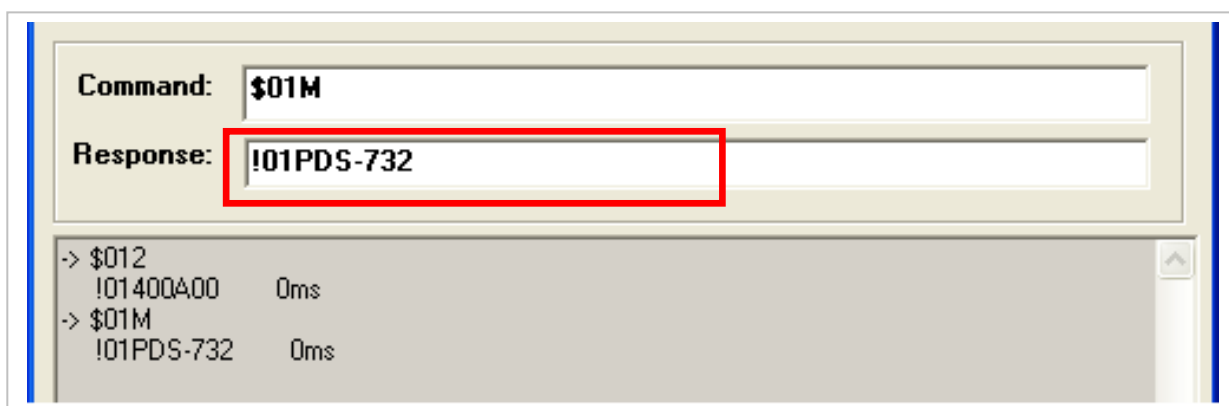 Command: $01M
Response: !01PDS-732
-> $012
!01400A00 0ms
-> $01M
!01PDS-732 0ms